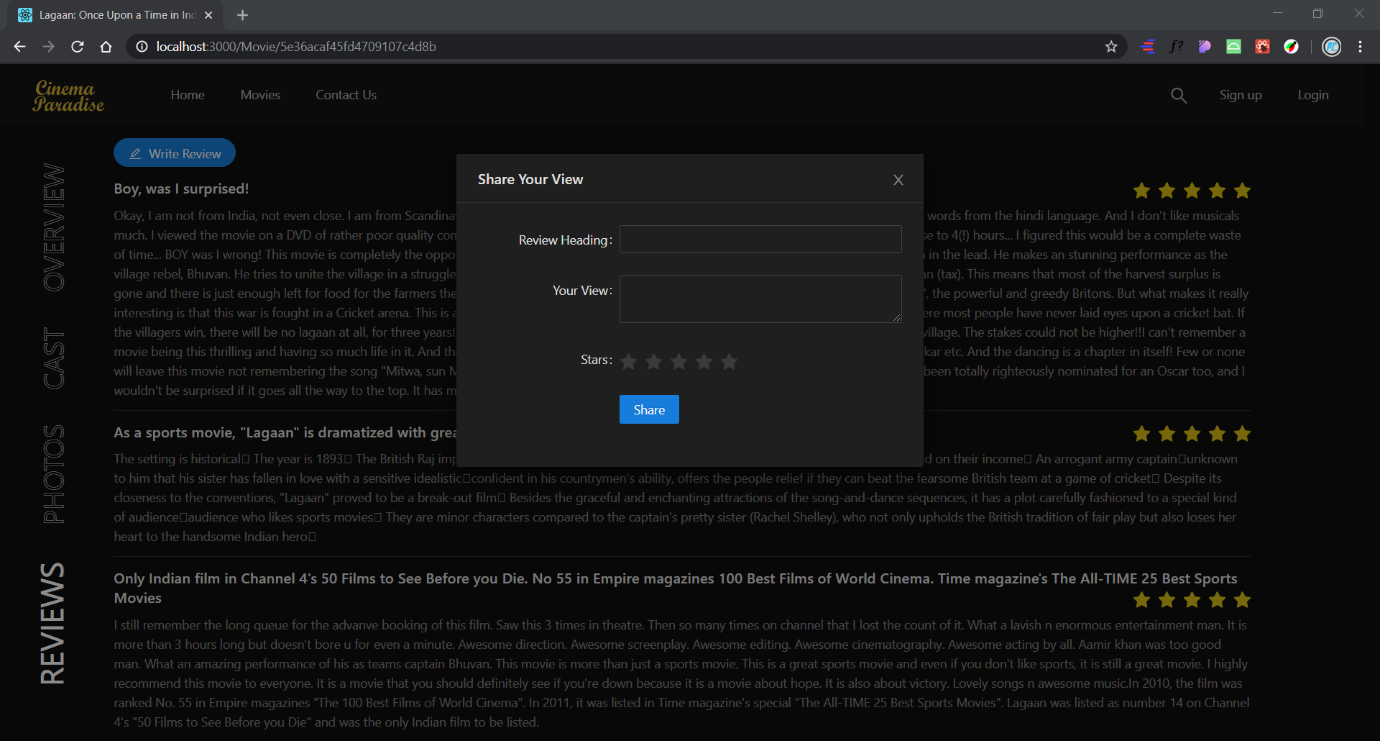 Lagaan: Once Upon a Time in Ind
localhost:3000/Movie/5e36acaf45fd4709107c4d8b
f?
Cinema
Paradise
Home Movies Contact Us Sign up Login
OVERVIEW
CAST
PHOTOS
REVIEWS
Write Review
Share Your View
Review Heading:
Your View:
Stars:
Share
Boy, was I surprised!
Okay, I am not from India, not even close. I am from Scandina words from the hindi language. And I don't like musicals
much. I viewed the movie on a DVD of rather poor quality con se to 4(!) hours... I figured this would be a complete waste
of time... BOY was I wrong! This movie is completely the oppo in the lead. He makes an stunning performance as the
village rebel, Bhuvan. He tries to unite the village in a struggle n (tax). This means that most of the harvest surplus is
gone and there is just enough left for food for the farmers the ", the powerful and greedy Britons. But what makes it really
interesting is that this war is fought in a Cricket arena. This is a ere most people have never laid eyes upon a cricket bat. If
the villagers win, there will be no lagaan at all, for three years! village. The stakes could not be higher!!I can't remember a
movie being this thrilling and having so much life in it. And the kar etc. And the dancing is a chapter in itself! Few or none
will leave this movie not remembering the song "Mitwa, sun M been totally righteously nominated for an Oscar too, and I
wouldn't be surprised if it goes all the way to the top. It has m
As a sports movie, "Lagaan" is dramatized with grea
The setting is historical The year is 1893 The British Raj imp d on their income An arrogant army captain unknown
to him that his sister has fallen in love with a sensitive idealistic confident in his countrymen's ability, offers the people relief if they can beat the fearsome British team at a game of cricket Despite its
closeness to the conventions, "Lagaan" proved to be a break-out film Besides the graceful and enchanting attractions of the song-and-dance sequences, it has a plot carefully fashioned to a special kind
of audience audience who likes sports movies They are minor characters compared to the captain's pretty sister (Rachel Shelley), who not only upholds the British tradition of fair play but also loses her
heart to the handsome Indian hero
Only Indian film in Channel 4's 50 Films to See Before you Die. No 55 in Empire magazines 100 Best Films of World Cinema. Time magazine's The All-TIME 25 Best Sports
Movies
I still remember the long queue for the advanve booking of this film. Saw this 3 times in theatre. Then so many times on channel that I lost the count of it. What a lavish n enormous entertainment man. It is
more than 3 hours long but doesn't bore u for even a minute. Awesome direction. Awesome screenplay. Awesome editing. Awesome cinematography. Awesome acting by all. Aamir khan was too good
man. What an amazing performance of his as teams captain Bhuvan. This movie is more than just a sports movie. This is a great sports movie and even if you don't like sports, it is still a great movie. I highly
recommend this movie to everyone. It is a movie that you should definitely see if you're down because it is a movie about hope. It is also about victory. Lovely songs n awesome music.In 2010, the film was
ranked No. 55 in Empire magazines "The 100 Best Films of World Cinema". In 2011, it was listed in Time magazine's special "The All-TIME 25 Best Sports Movies". Lagaan was listed as number 14 on Channel
4's "50 Films to See Before you Die" and was the only Indian film to be listed.